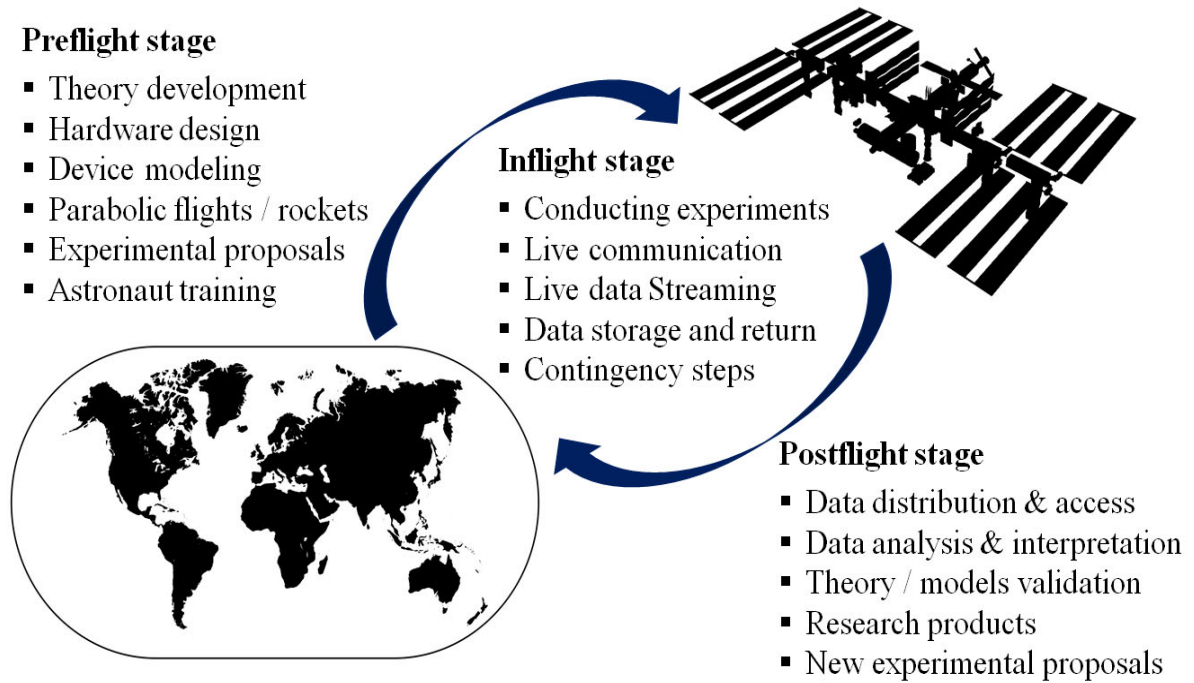 Preflight stage
▪ Theory development
▪ Hardware design
▪ Device modeling
▪ Parabolic flights / rockets
▪ Experimental proposals
▪ Astronaut training
Inflight stage
▪ Conducting experiments
▪ Live communication
▪ Live data Streaming
▪ Data storage and return
▪ Contingency steps
Postflight stage
▪ Data distribution & access
▪ Data analysis & interpretation
▪ Theory / models validation
▪ Research products
▪ New experimental proposals